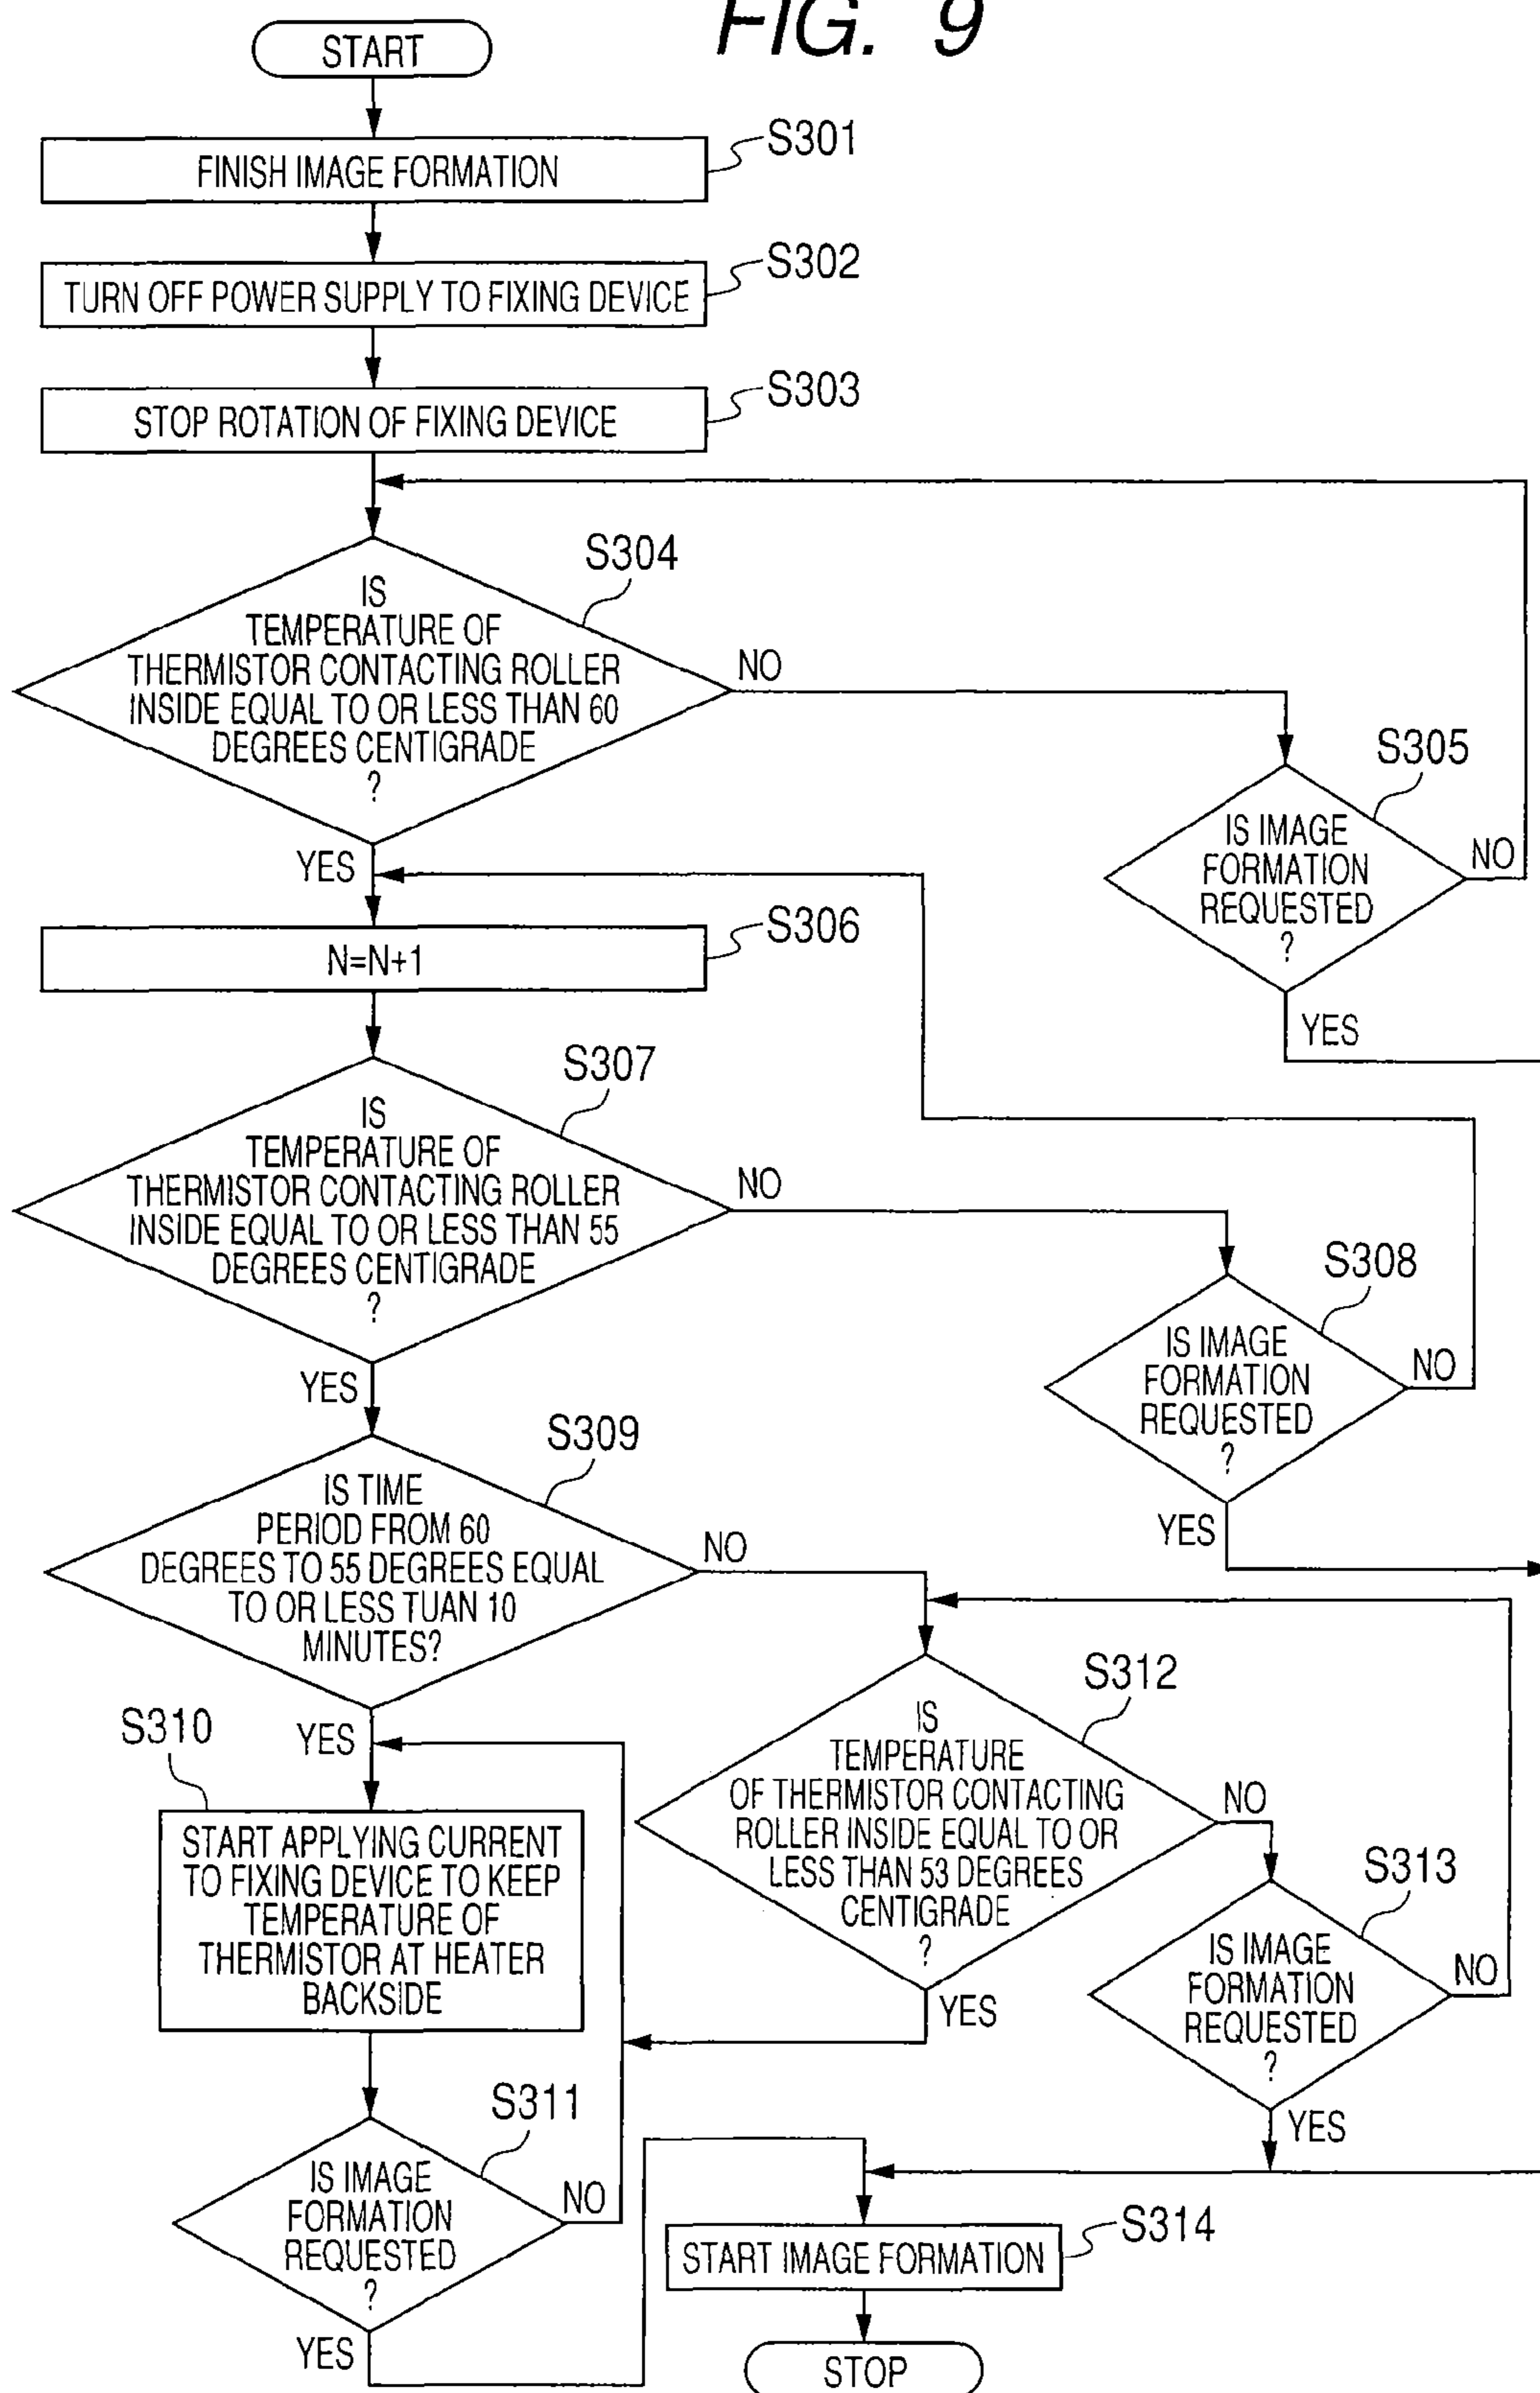 FIG. 9
START
S301
FINISH IMAGE FORMATION
S302
TURN OFF POWER SUPPLY TO FIXING DEVICE
S303
STOP ROTATION OF FIXING DEVICE
S304
IS
TEMPERATURE OF
THERMISTOR CONTACTING ROLLER
INSIDE EQUAL TO OR LESS THAN 60
DEGREES CENTIGRADE
?
NO
YES
S305
IS IMAGE
FORMATION
REQUESTED
?
NO
YES
S306
N=N+1
S307
IS
TEMPERATURE OF
THERMISTOR CONTACTING ROLLER
INSIDE EQUAL TO OR LESS THAN 55
DEGREES CENTIGRADE
?
NO
YES
S308
IS IMAGE
FORMATION
REQUESTED
?
NO
YES
S309
IS TIME
PERIOD FROM 60
DEGREES TO 55 DEGREES EQUAL
TO OR LESS TUAN 10
MINUTES?
NO
YES
S310
START APPLYING CURRENT
TO FIXING DEVICE TO KEEP
TEMPERATURE OF
THERMISTOR AT HEATER
BACKSIDE
S312
IS
TEMPERATURE
OF THERMISTOR CONTACTING
ROLLER INSIDE EQUAL TO OR
LESS THAN 53 DEGREES
CENTIGRADE
?
NO
YES
S313
IS IMAGE
FORMATION
REQUESTED
?
NO
YES
S311
IS IMAGE
FORMATION
REQUESTED
?
NO
YES
S314
START IMAGE FORMATION
STOP